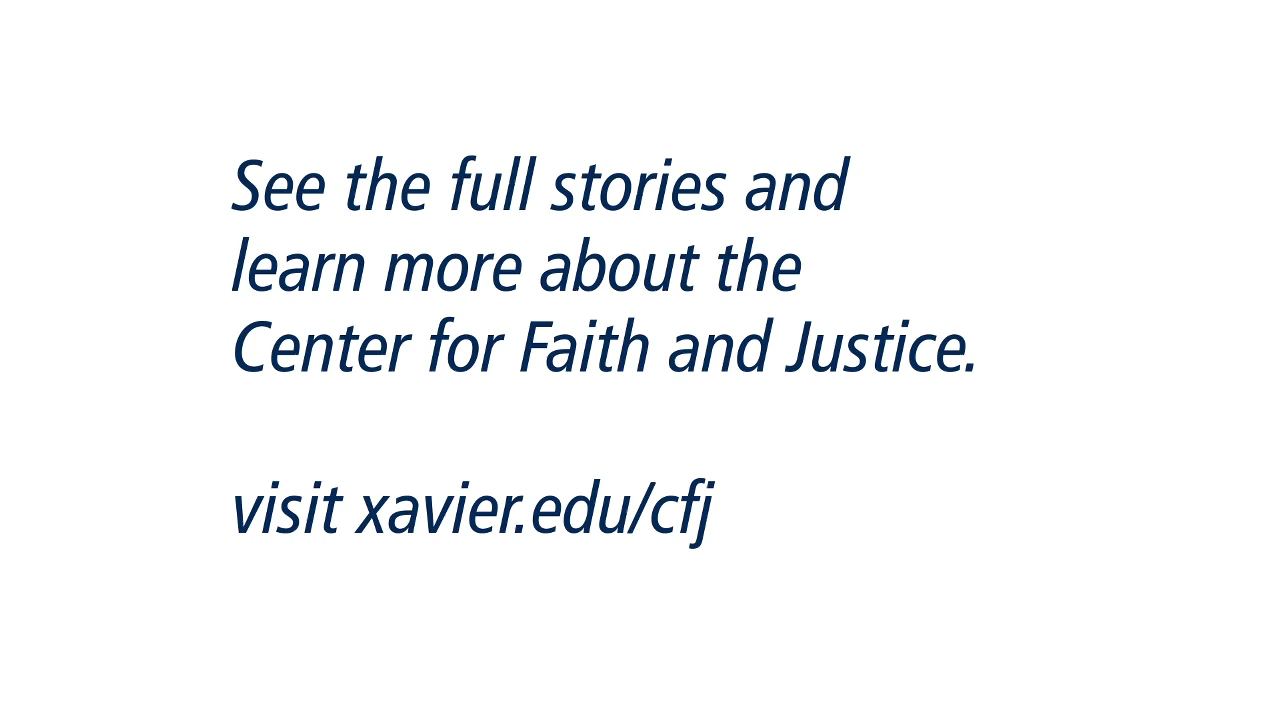 See the full stories and
learn more about the
Center for Faith and Justice.
visit xavier.edu/cfj